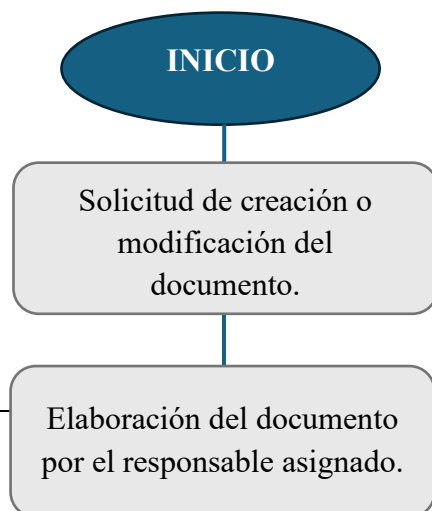 INICIO
Solicitud de creación o
modificación del
documento.
Elaboración del documento
por el responsable asignado.